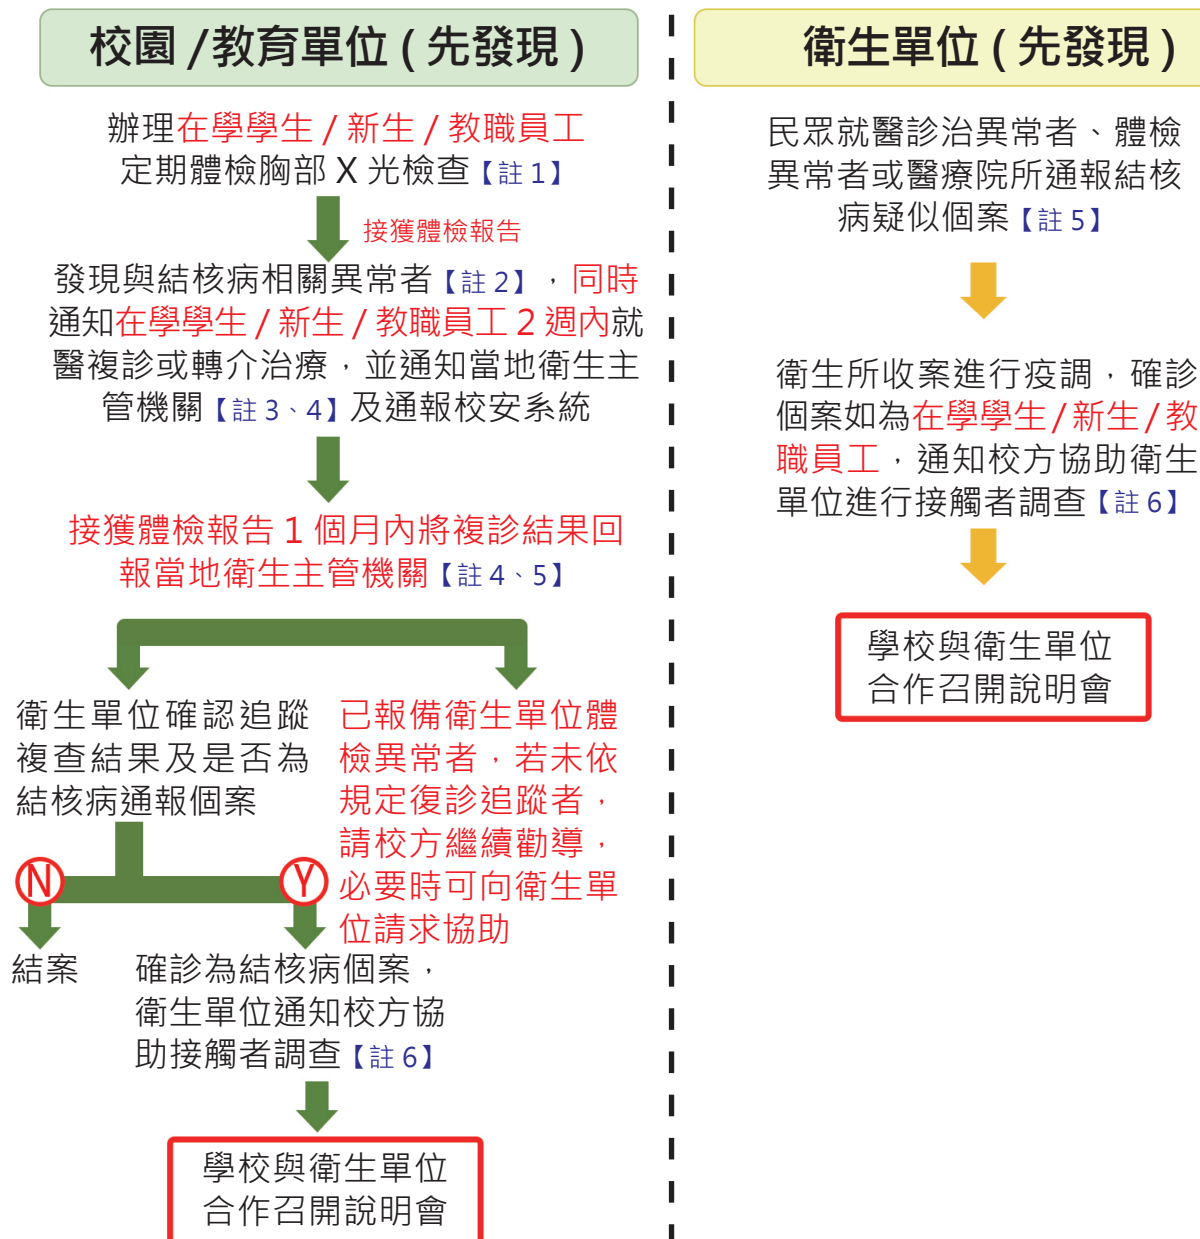 校園/教育單位(先發現)
辦理在學學生/新生/教職員工
定期體檢胸部X光檢查【註1】
接獲體檢報告
發現與結核病相關異常者【註2】，同時
通知在學學生/新生/教職員工2週內就
醫複診或轉介治療，並通知當地衛生主
管機關【註3、4】及通報校安系統
接獲體檢報告1個月內將複診結果回
報當地衛生主管機關【註4、5】
衛生單位確認追蹤
複查結果及是否為
結核病通報個案
已報備衛生單位體
檢異常者，若未依
規定復診追蹤者，
請校方繼續勸導，
必要時可向衛生單
位請求協助
N
Y
結案
確診為結核病個案，
衛生單位通知校方協
助接觸者調查【註6】
學校與衛生單位
合作召開說明會
衛生單位(先發現)
民眾就醫診治異常者、體檢
異常者或醫療院所通報結核
病疑似個案【註5】
衛生所收案進行疫調，確診
個案如為在學學生/新生/教
職員工，通知校方協助衛生
單位進行接觸者調查【註6】
學校與衛生單位
合作召開說明會